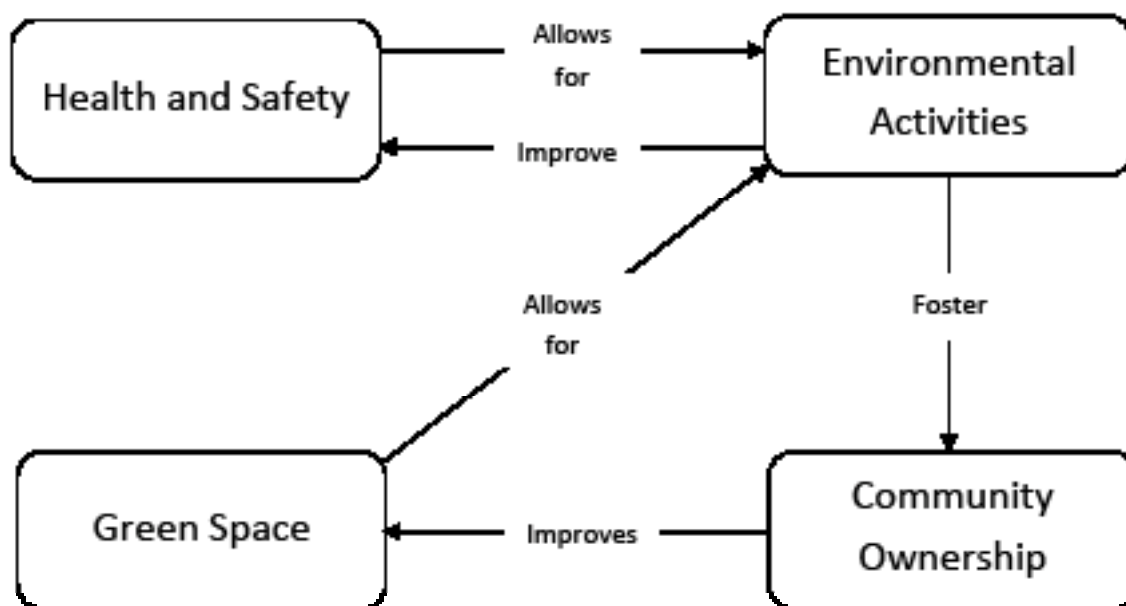 Health and Safety
Allows
for
Improve
Environmental
Activities
Allows
for
Foster
Green Space
Improves
Community
Ownership